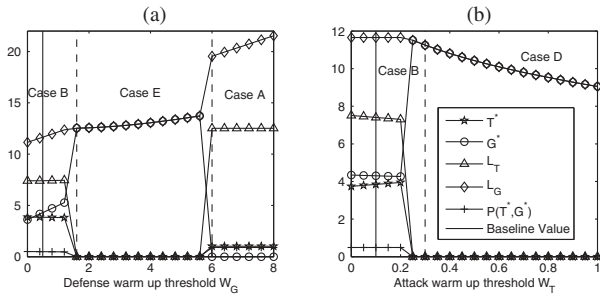 (a)
(b)
20
15
10
5
0
Case B
Case E
Case A
0 2 4 6 8
Defense warm up threshold W_G
12
10
8
6
4
2
0
Case B
Case D
T*
G*
L_T
L_G
P(T*,G*)
Baseline Value
0 0.2 0.4 0.6 0.8 1
Attack warm up threshold W_T